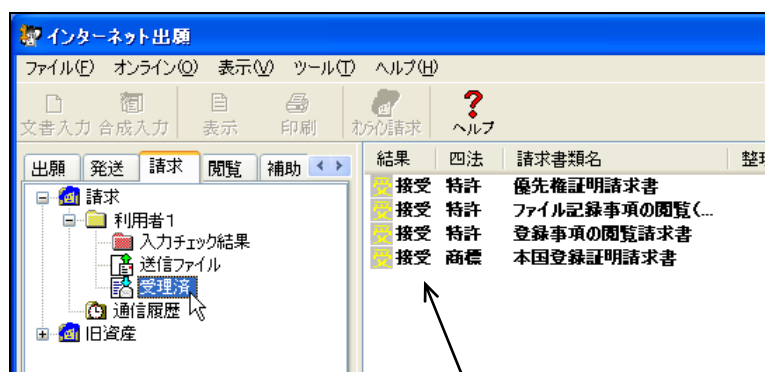 インターネット出願
ファイル(F) オンライン(O) 表示(V) ツール(T) ヘルプ(H)
文書入力 合成入力 表示 印刷 オンライン請求 ヘルプ
出願 発送 請求 閲覧 補助
請求
利用者1
入力チェック結果
送信ファイル
受理済
通信履歴
旧資産
結果 四法 請求書類名 整理
受 接受 特許 優先権証明請求書
受 接受 特許 ファイル記録事項の閲覧(...
受 接受 特許 登録事項の閲覧請求書
受 接受 商標 本国登録証明請求書